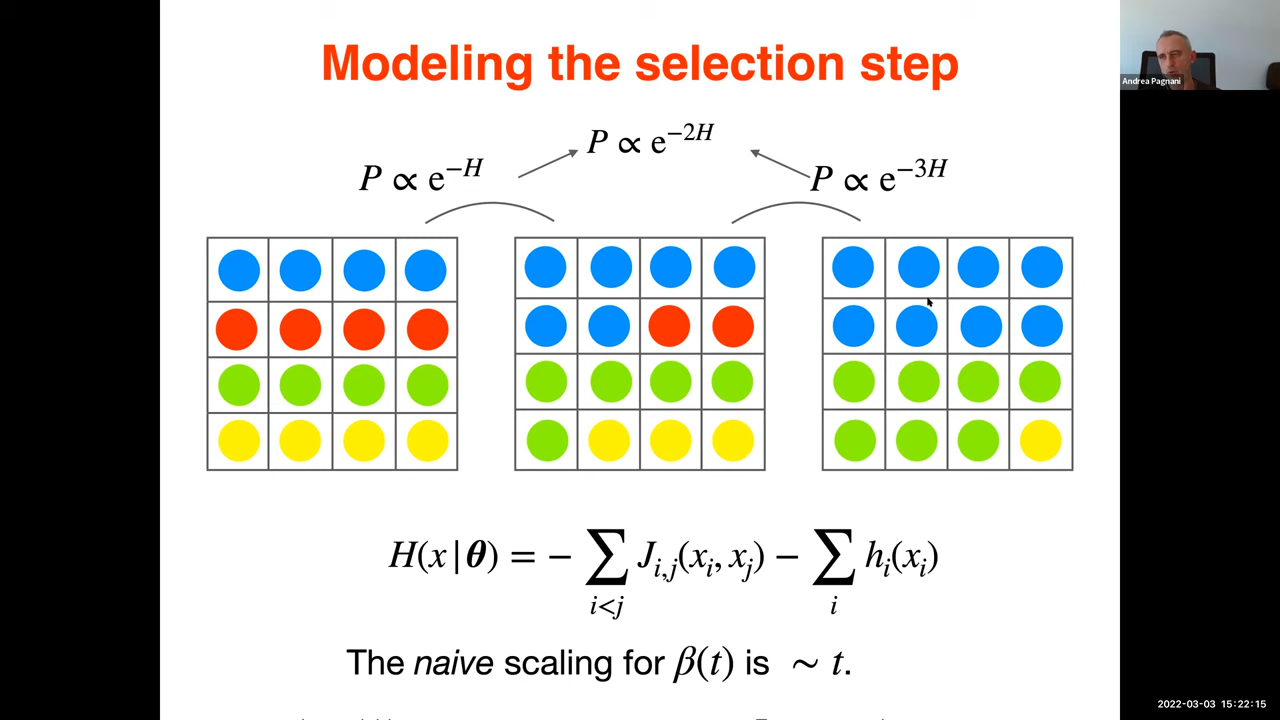 Modeling the selection step
Andrea Pagnani
P ∝ e^{−2H}
P ∝ e^{−H}
P ∝ e^{−3H}
H(x|θ) = − ∑_{i<j} J_{i,j}(x_i, x_j) − ∑_i h_i(x_i)
The naive scaling for β(t) is ∼ t.
2022-03-03 15:22:15